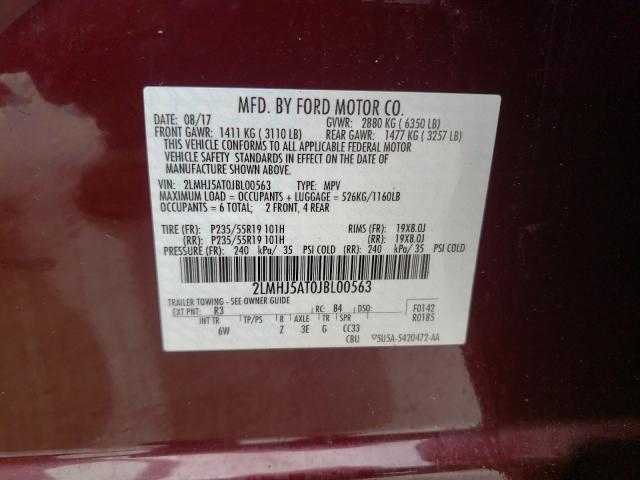 MFD. BY FORD MOTOR CO.
DATE: 08/17 GVWR: 2880 KG ( 6350 LB)
FRONT GAWR: 1411 KG ( 3110 LB) REAR GAWR: 1477 KG ( 3257 LB)
THIS VEHICLE CONFORMS TO ALL APPLICABLE FEDERAL MOTOR
VEHICLE SAFETY STANDARDS IN EFFECT ON THE DATE OF MANUFACTURE
SHOWN ABOVE.
VIN: 2LMHJ5AT0JBL00563 TYPE: MPV
MAXIMUM LOAD = OCCUPANTS + LUGGAGE = 526KG/1160LB
OCCUPANTS = 6 TOTAL: 2 FRONT, 4 REAR
TIRE (FR): P235/55R19 101H RIMS (FR): 19X8.0J
(RR): P235/55R19 101H (RR): 19X8.0J
PRESSURE (FR): 240 kPa/ 35 PSI COLD (RR): 240 kPa/ 35 PSI COLD
2LMHJ5AT0JBL00563
TRAILER TOWING - SEE OWNER GUIDE
EXT PNT: R3 RC: 84 DSO: F0142
INT TR TP/PS R AXLE TR SPR R0185
6W Z 3E G CC33
CBU 5U5A-5420472-AA